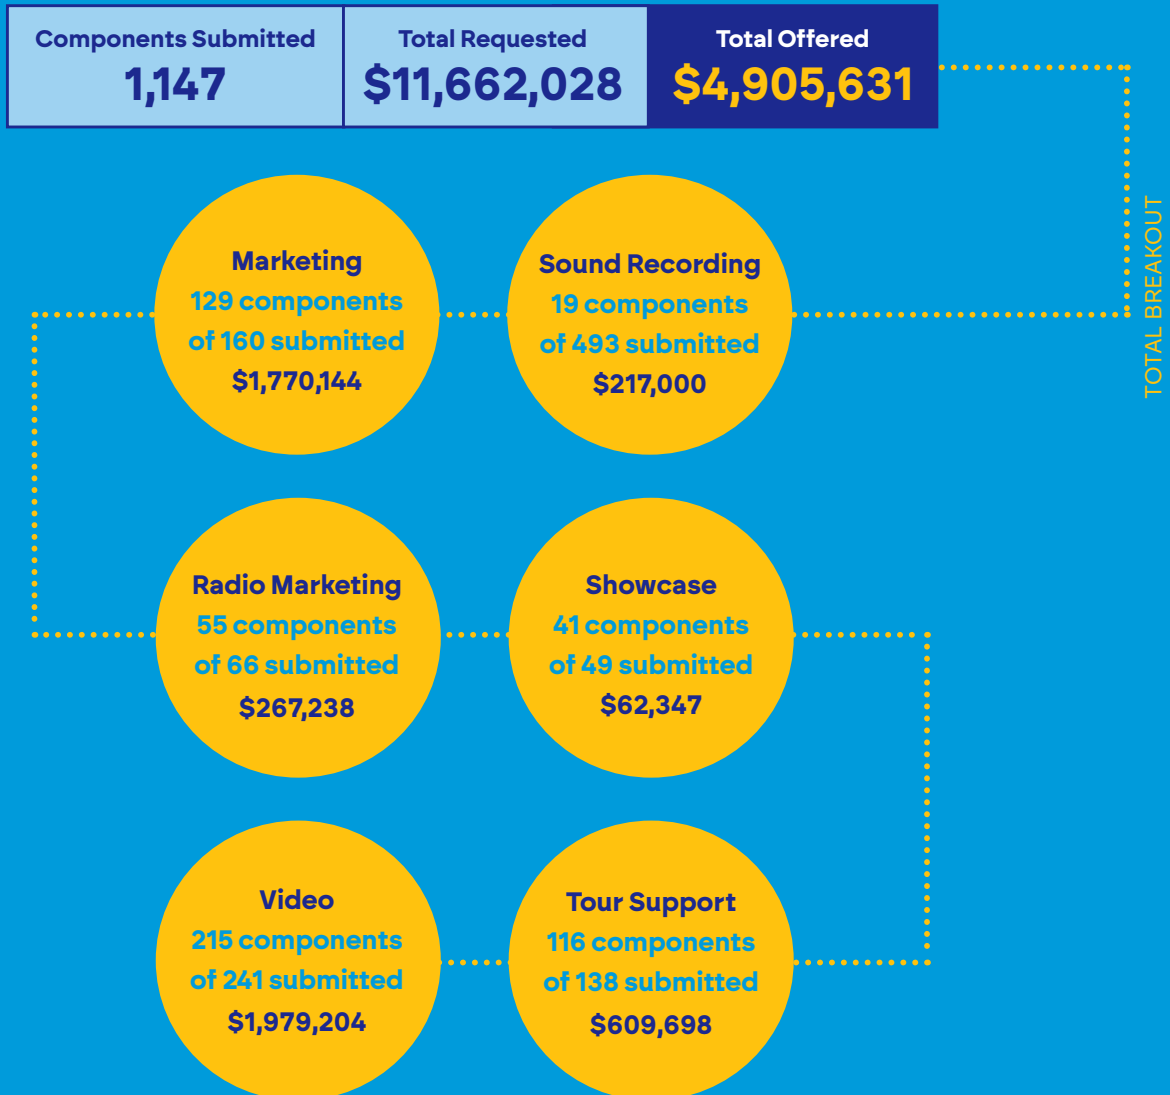 Components Submitted
1,147
Total Requested
$11,662,028
Total Offered
$4,905,631
TOTAL BREAKOUT
Marketing
129 components
of 160 submitted
$1,770,144
Sound Recording
19 components
of 493 submitted
$217,000
Radio Marketing
55 components
of 66 submitted
$267,238
Showcase
41 components
of 49 submitted
$62,347
Video
215 components
of 241 submitted
$1,979,204
Tour Support
116 components
of 138 submitted
$609,698